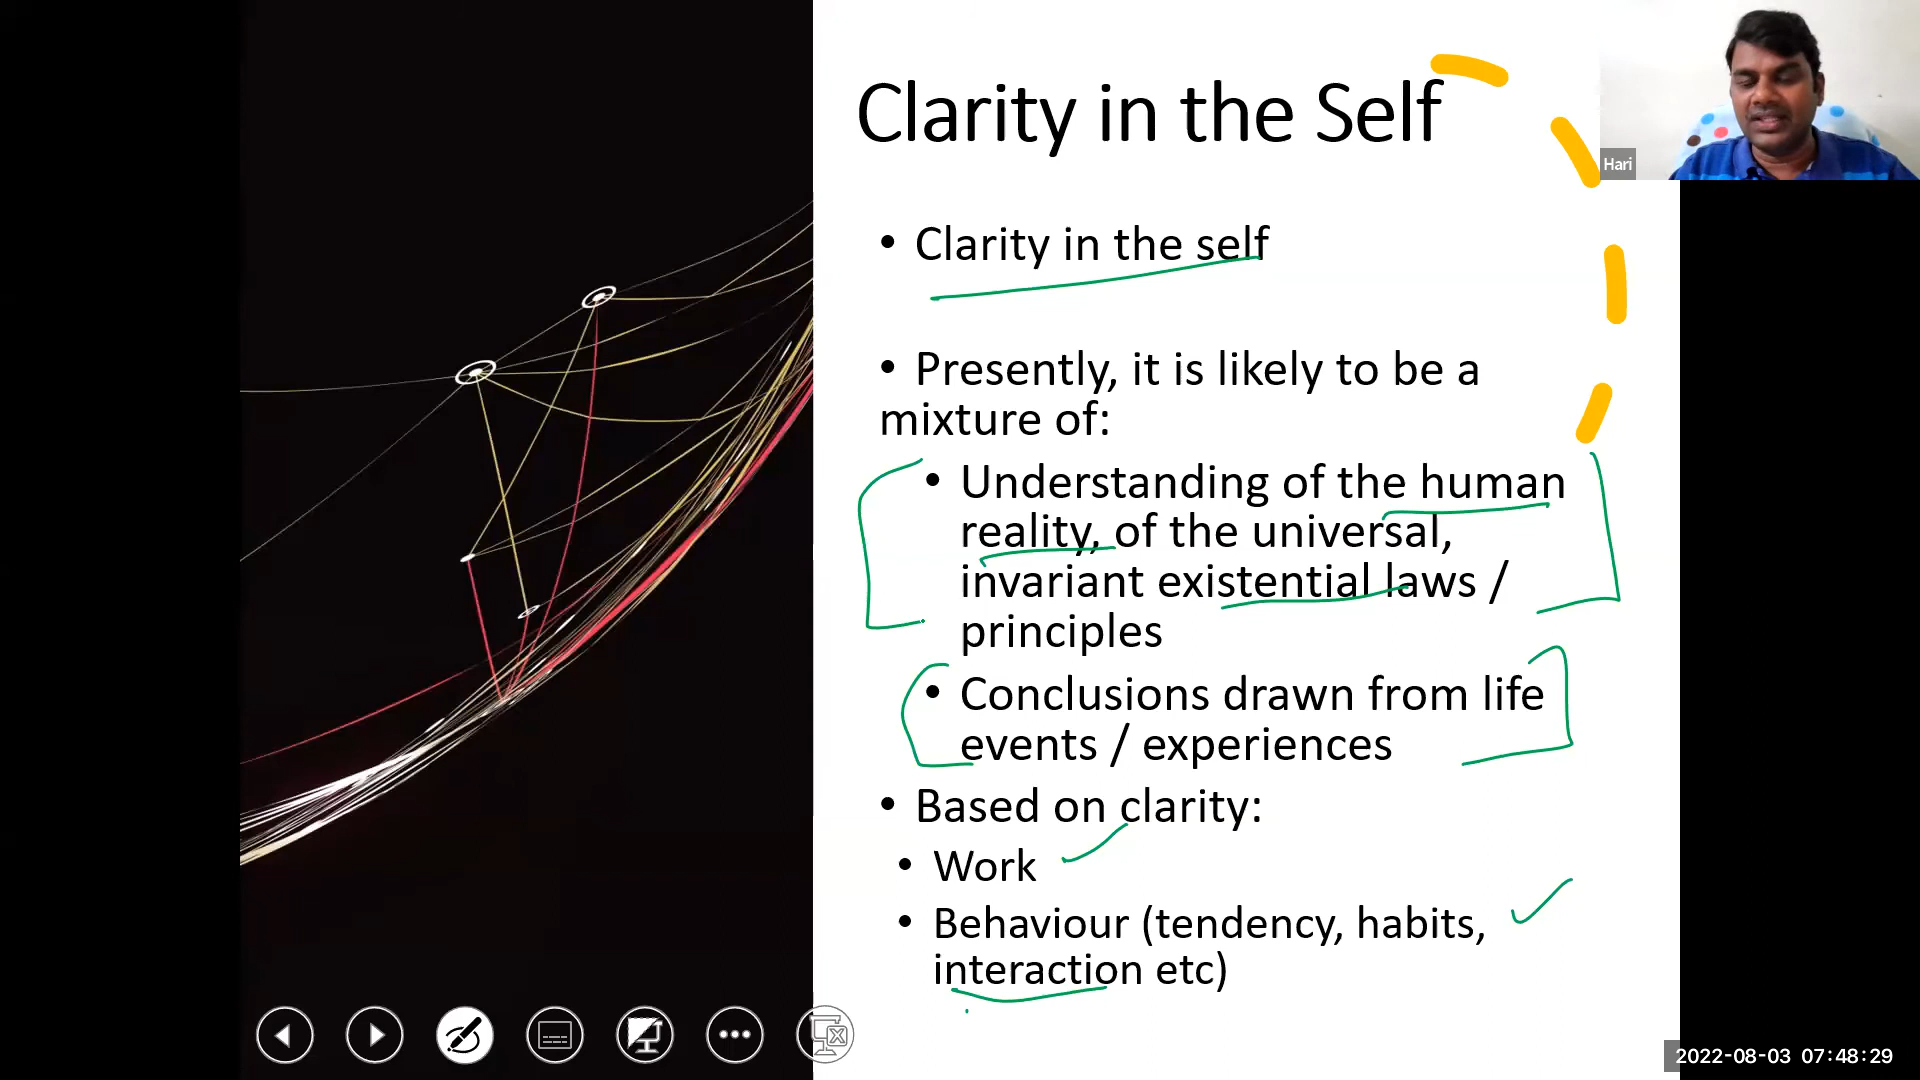 Clarity in the Self
Hari
• Clarity in the self
• Presently, it is likely to be a
mixture of:
• Understanding of the human
reality, of the universal,
invariant existential laws /
principles
• Conclusions drawn from life
events / experiences
• Based on clarity:
• Work
• Behaviour (tendency, habits,
interaction etc)
2022-08-03 07:48:29